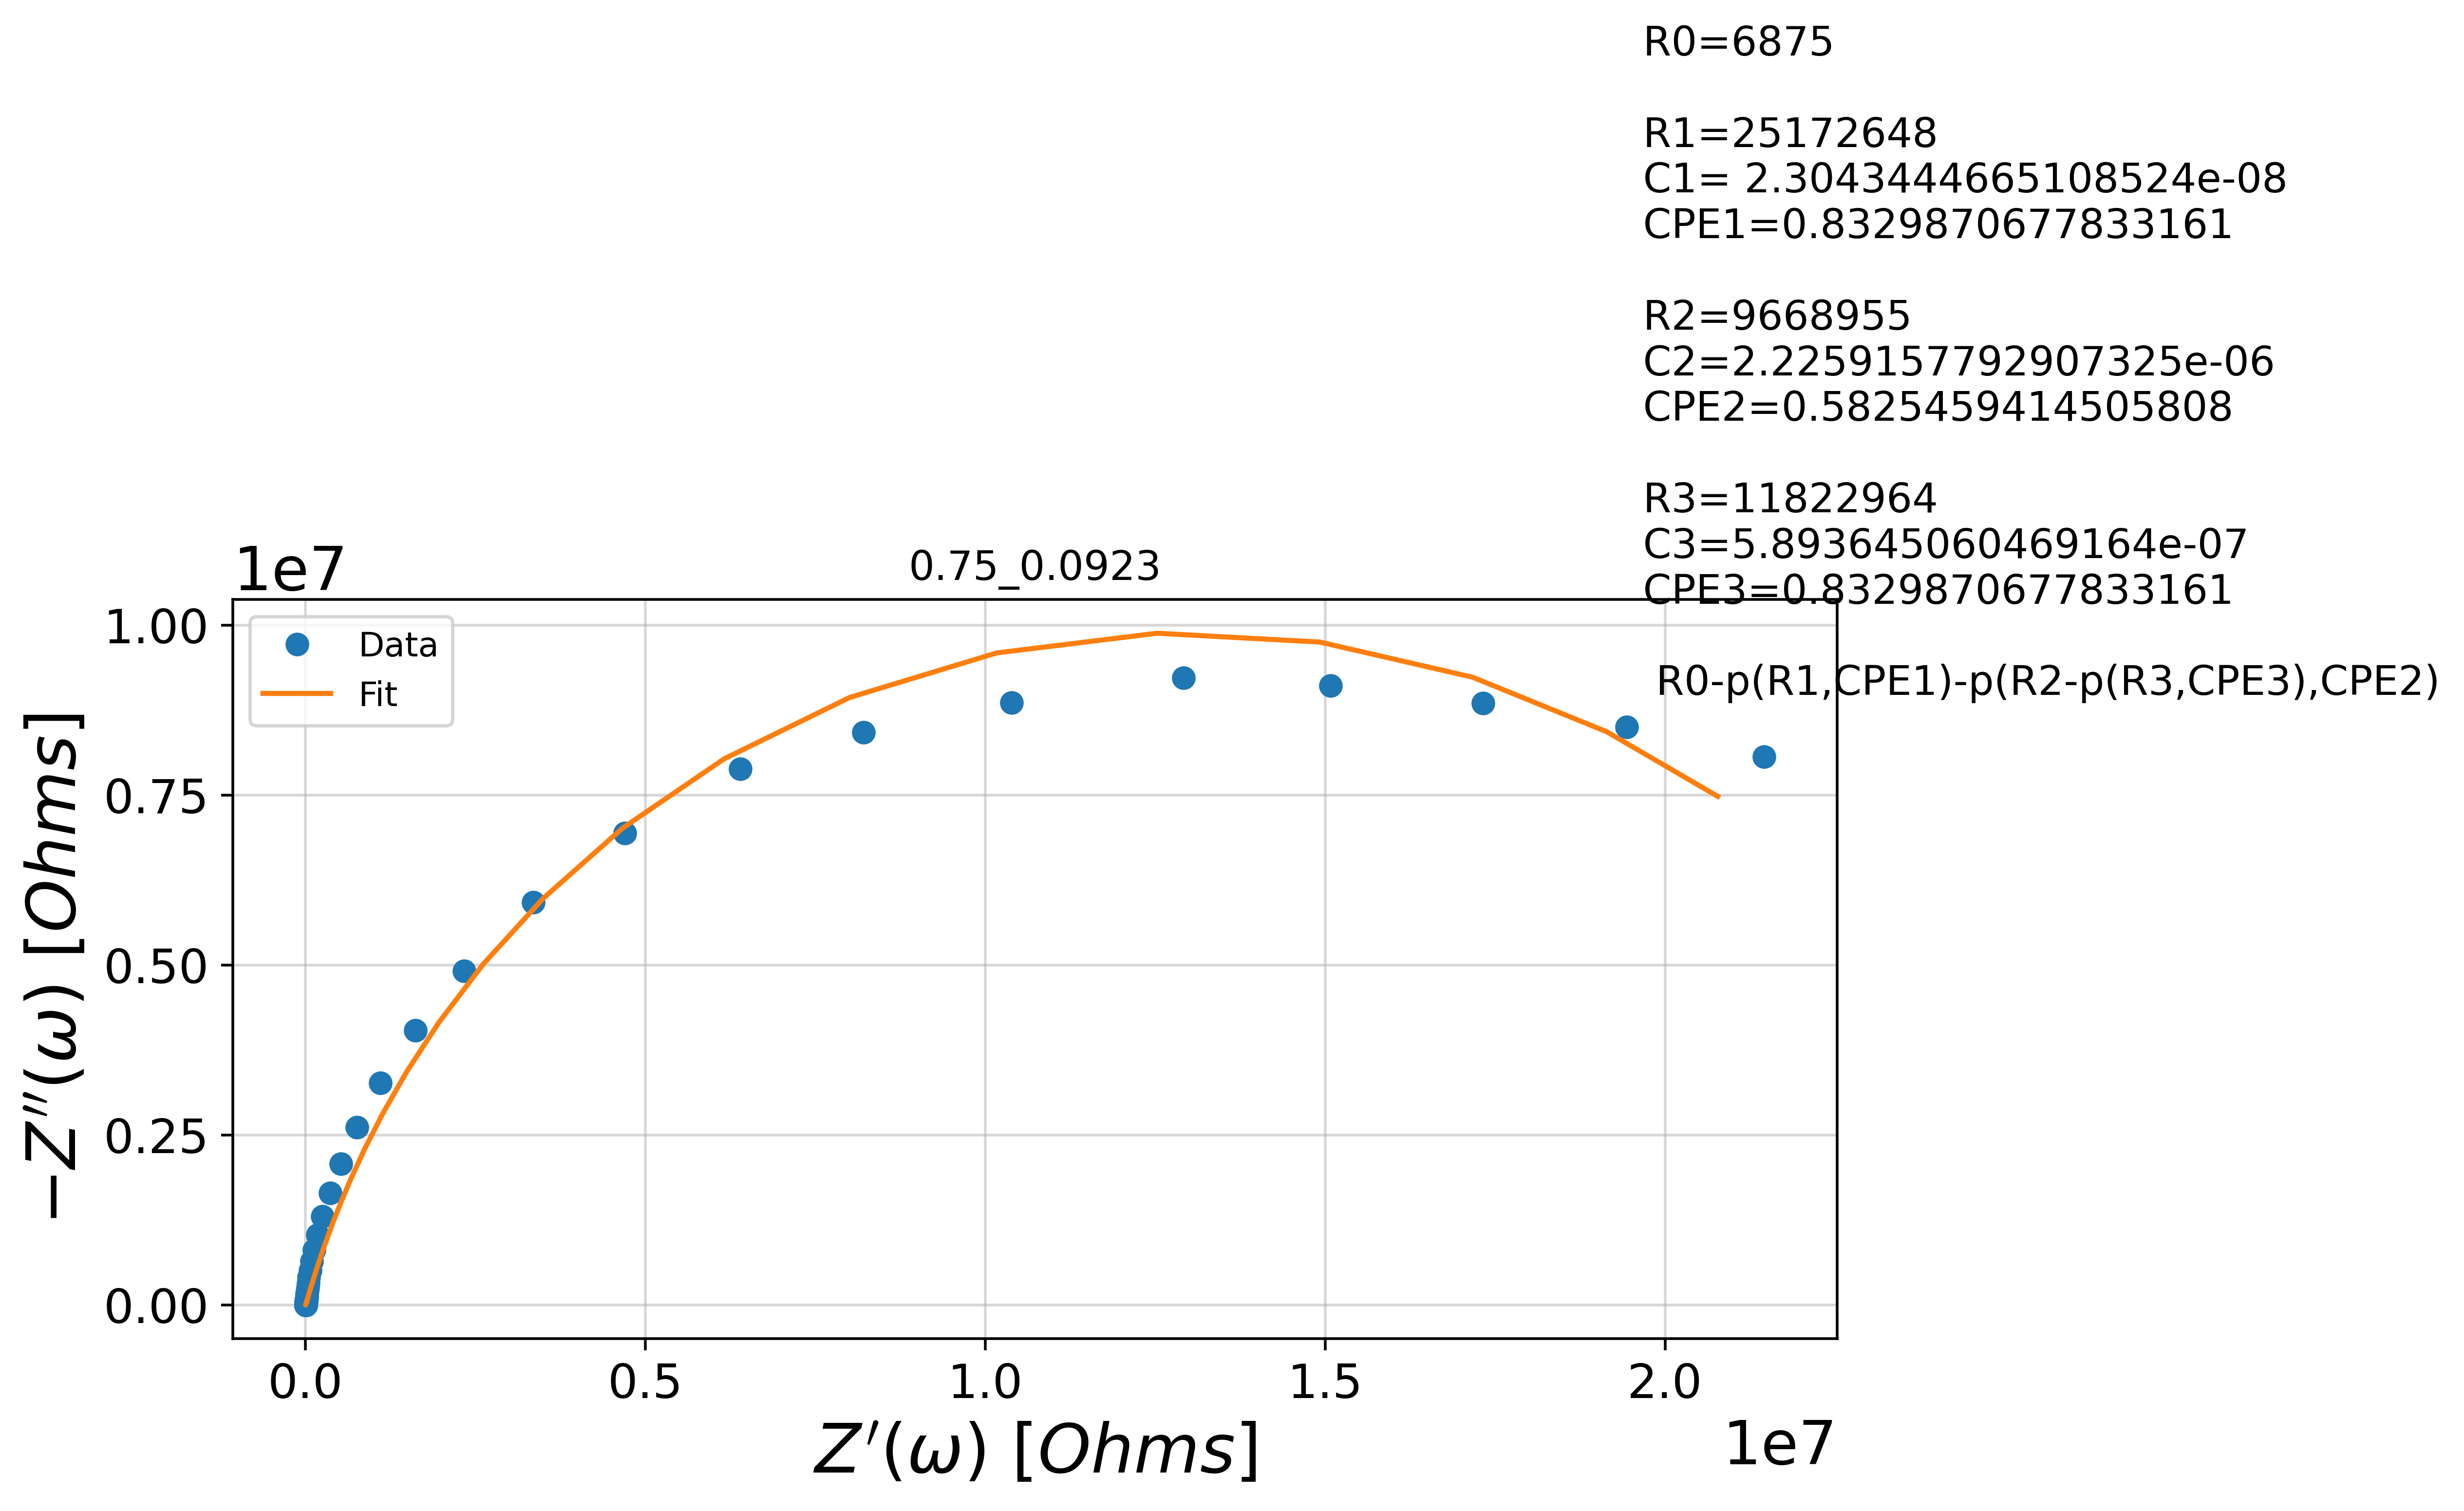 R0=6875
R1=25172648
C1= 2.3043444665108524e-08
CPE1=0.8329870677833161
R2=9668955
C2=2.2259157792907325e-06
CPE2=0.5825459414505808
R3=11822964
C3=5.893645060469164e-07
CPE3=0.8329870677833161
R0-p(R1,CPE1)-p(R2-p(R3,CPE3),CPE2)
1e7
0.75_0.0923
Data
Fit
1.00
0.75
0.50
0.25
0.00
−Z′′(ω) [Ohms]
0.0
0.5
1.0
1.5
2.0
1e7
Z′(ω) [Ohms]